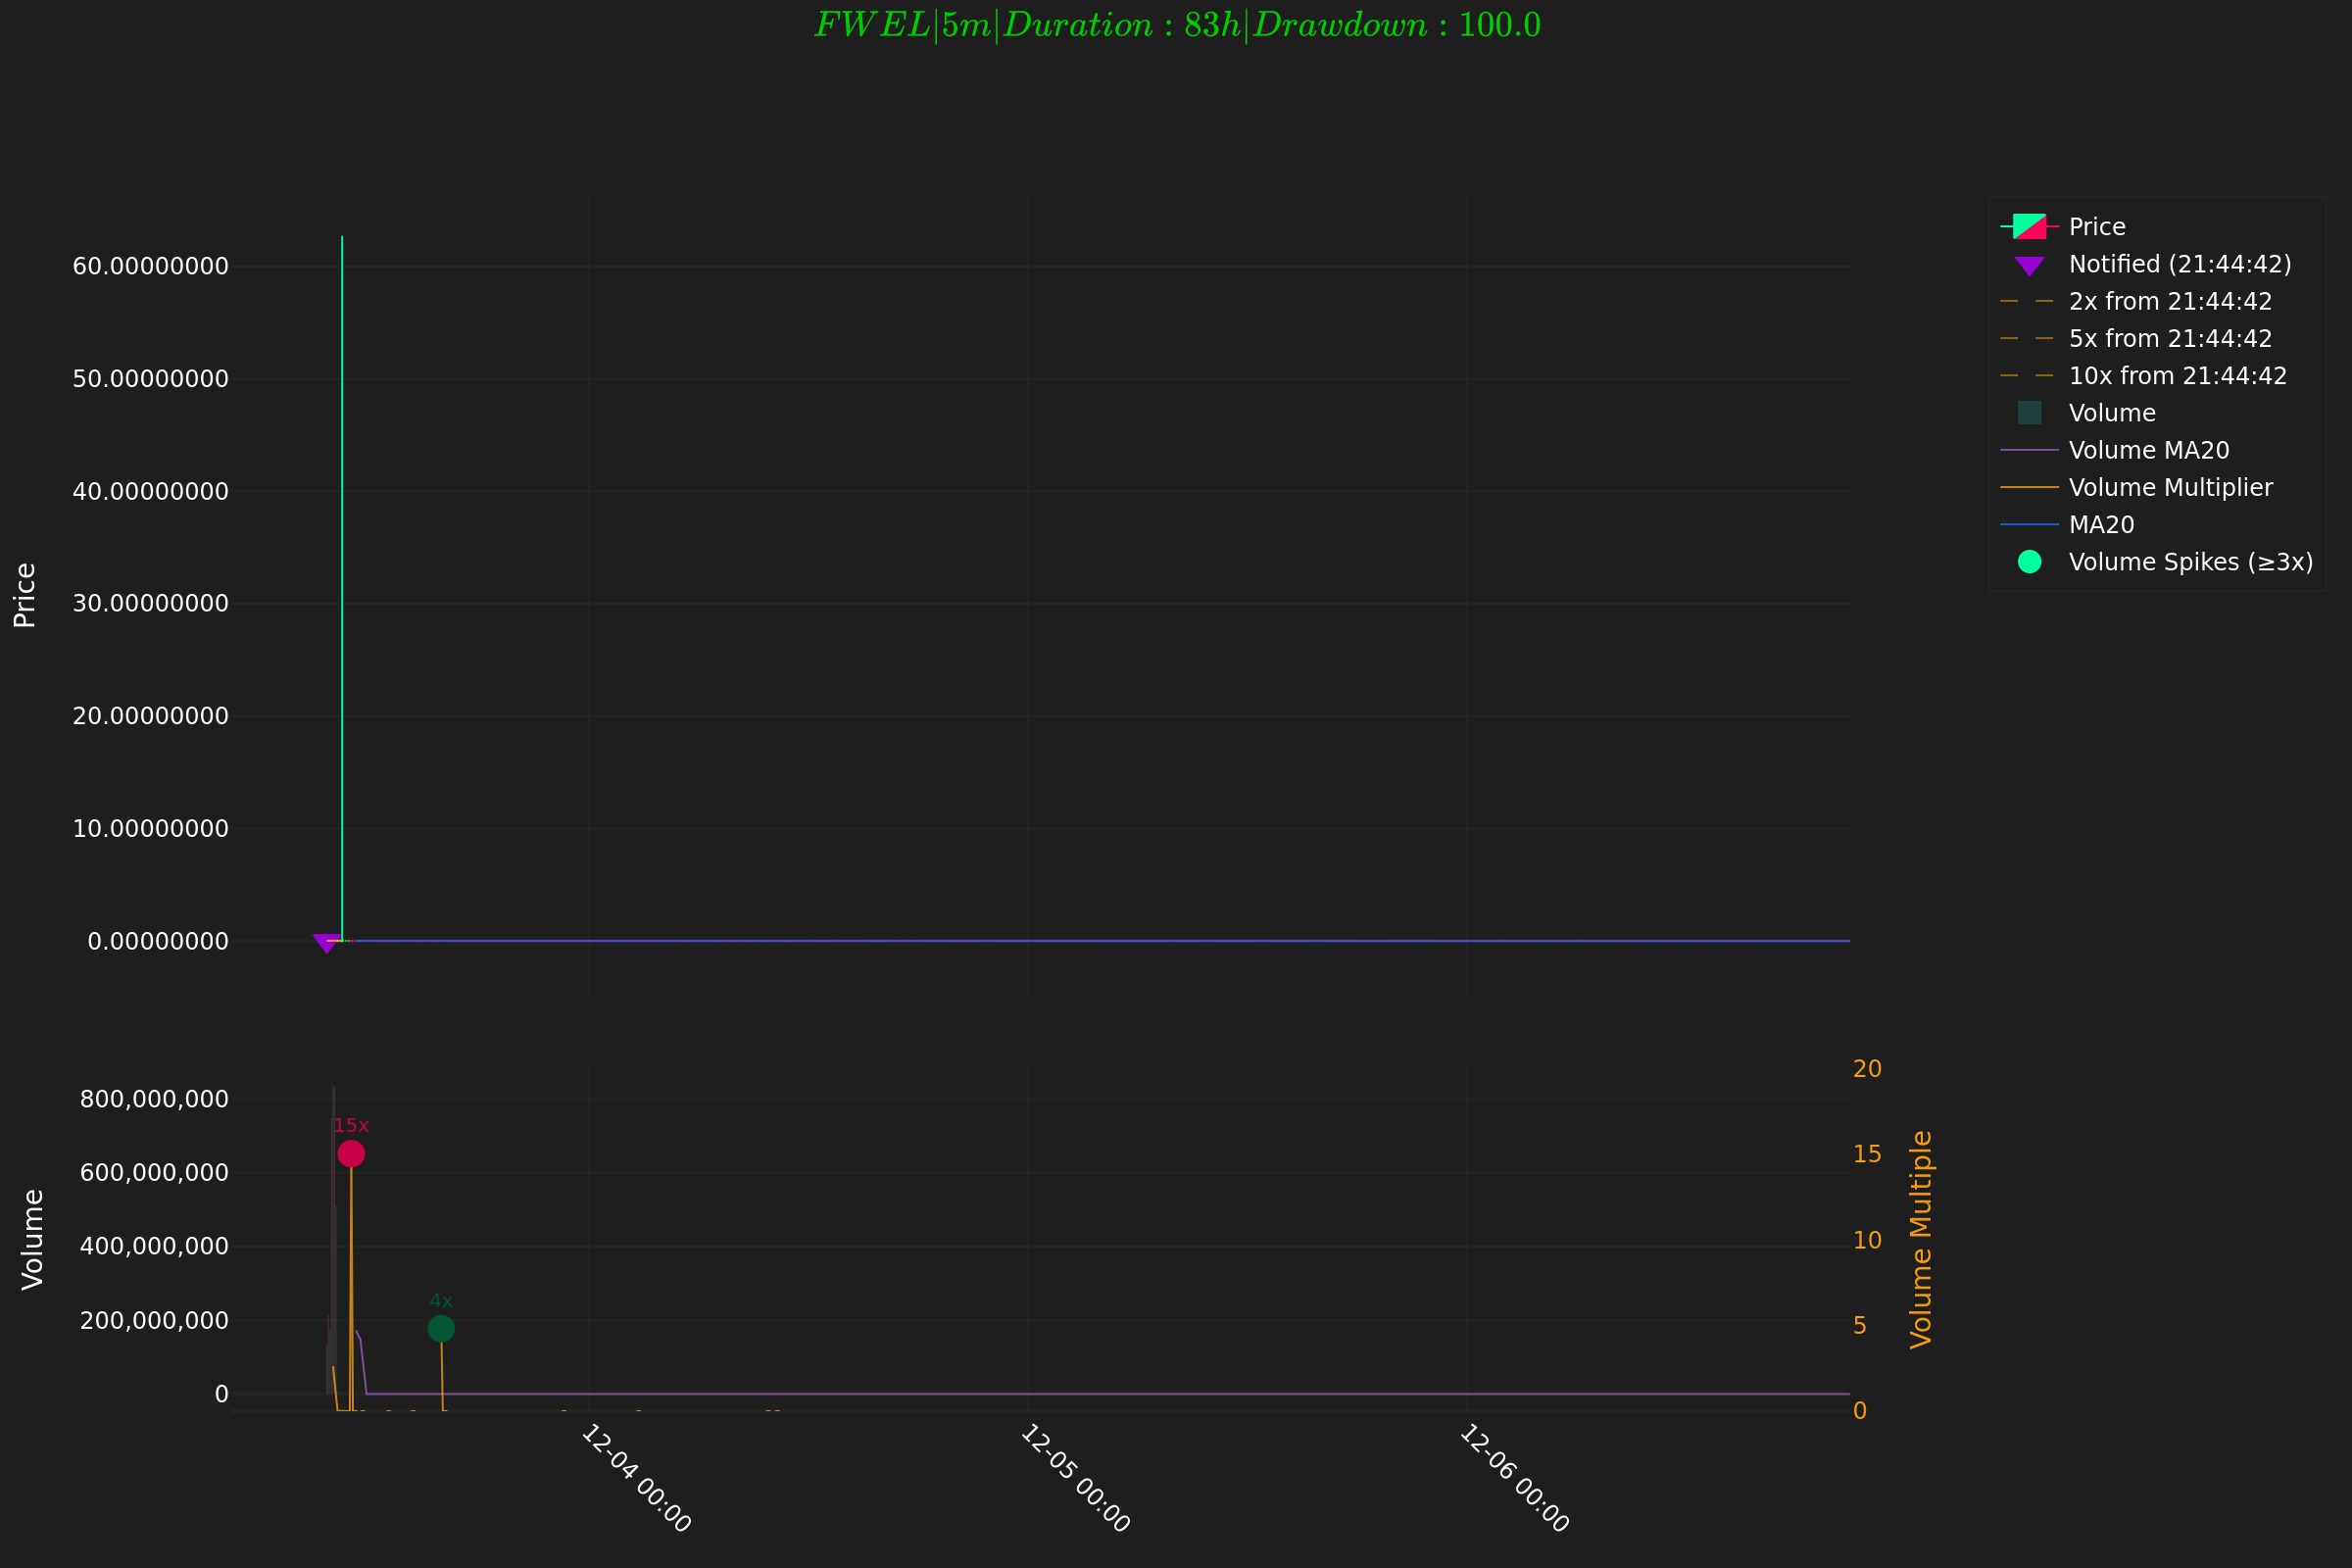 FWEL|5m|Duration : 83h|Drawdown : 100.0
Price
60.00000000
50.00000000
40.00000000
30.00000000
20.00000000
10.00000000
0.00000000
Price
Notified (21:44:42)
2x from 21:44:42
5x from 21:44:42
10x from 21:44:42
Volume
Volume MA20
Volume Multiplier
MA20
Volume Spikes (≥3x)
Volume
800,000,000
600,000,000
400,000,000
200,000,000
0
15x
4x
20
15
10
5
0
Volume Multiple
12-04 00:00
12-05 00:00
12-06 00:00